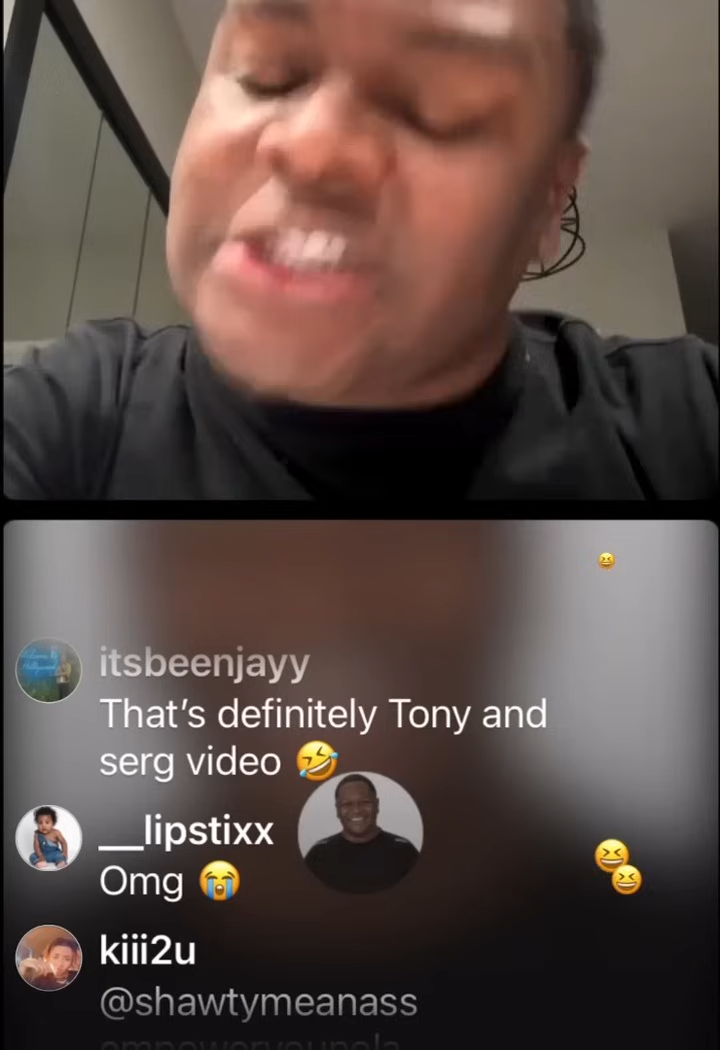 itsbeenjayy
That’s definitely Tony and
serg video 🤣
__lipstixx
Omg 😭
kiii2u
@shawtymeanass